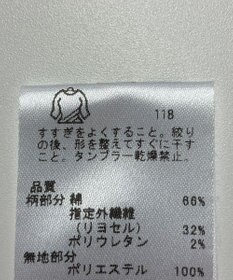 118
すすぎをよくすること。絞り
の後、形を整えてすぐに干す
こと。タンブラー乾燥禁止。
品質
柄部分 綿 66%
指定外繊維
(リヨセル) 32%
ポリウレタン 2%
無地部分
ポリエステル 100%